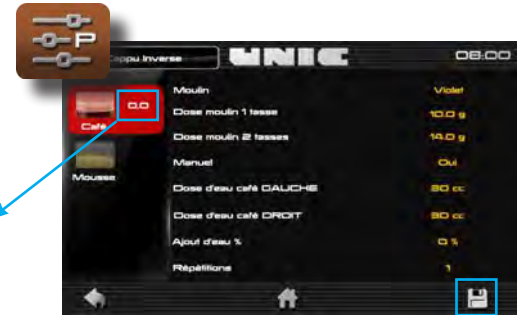 P
Cappu Inverse UNIC 08:00
Café 0,0
Mousse
Moulin Violet
Dose moulin 1 tasse 10.0 g
Dose moulin 2 tasses 14.0 g
Manuel Oui
Dose d'eau café GAUCHE 30 cc
Dose d'eau café DROIT 30 cc
Ajout d'eau % 0 %
Répétitions 1